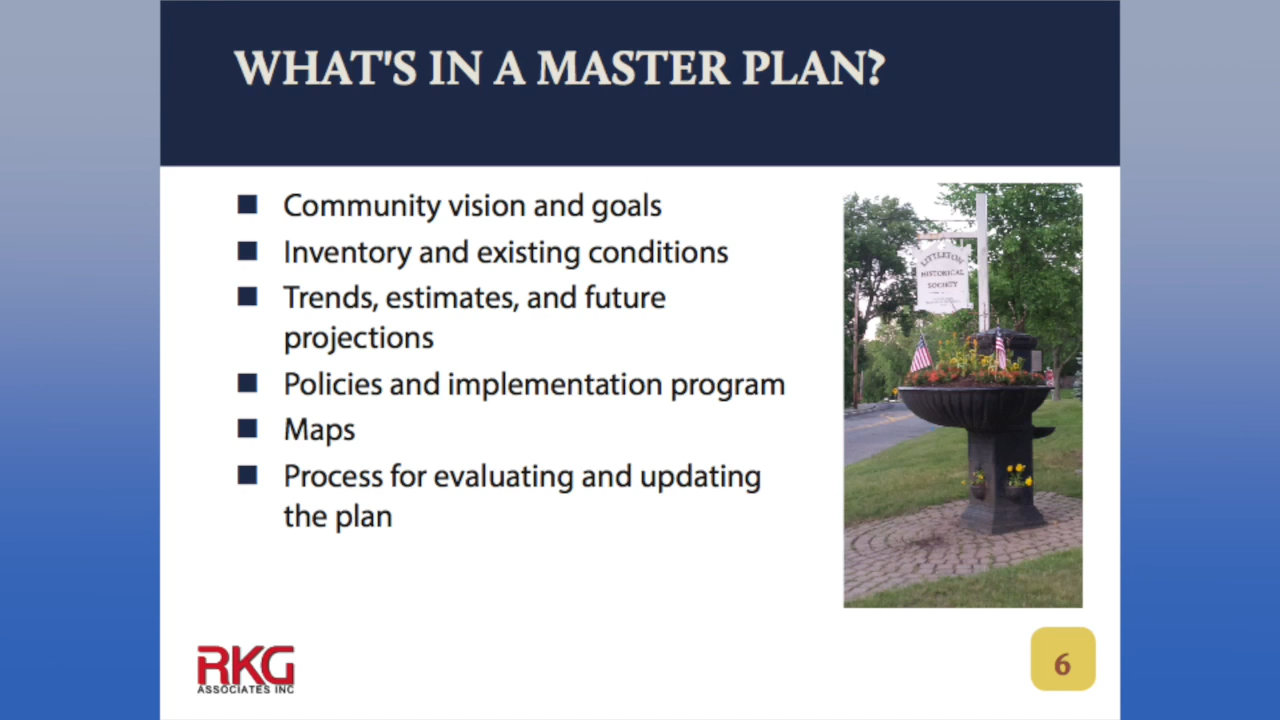 WHAT'S IN A MASTER PLAN?
Community vision and goals
Inventory and existing conditions
Trends, estimates, and future
projections
Policies and implementation program
Maps
Process for evaluating and updating
the plan
LITTLETON
HISTORICAL
SOCIETY
RKG
ASSOCIATES INC
6